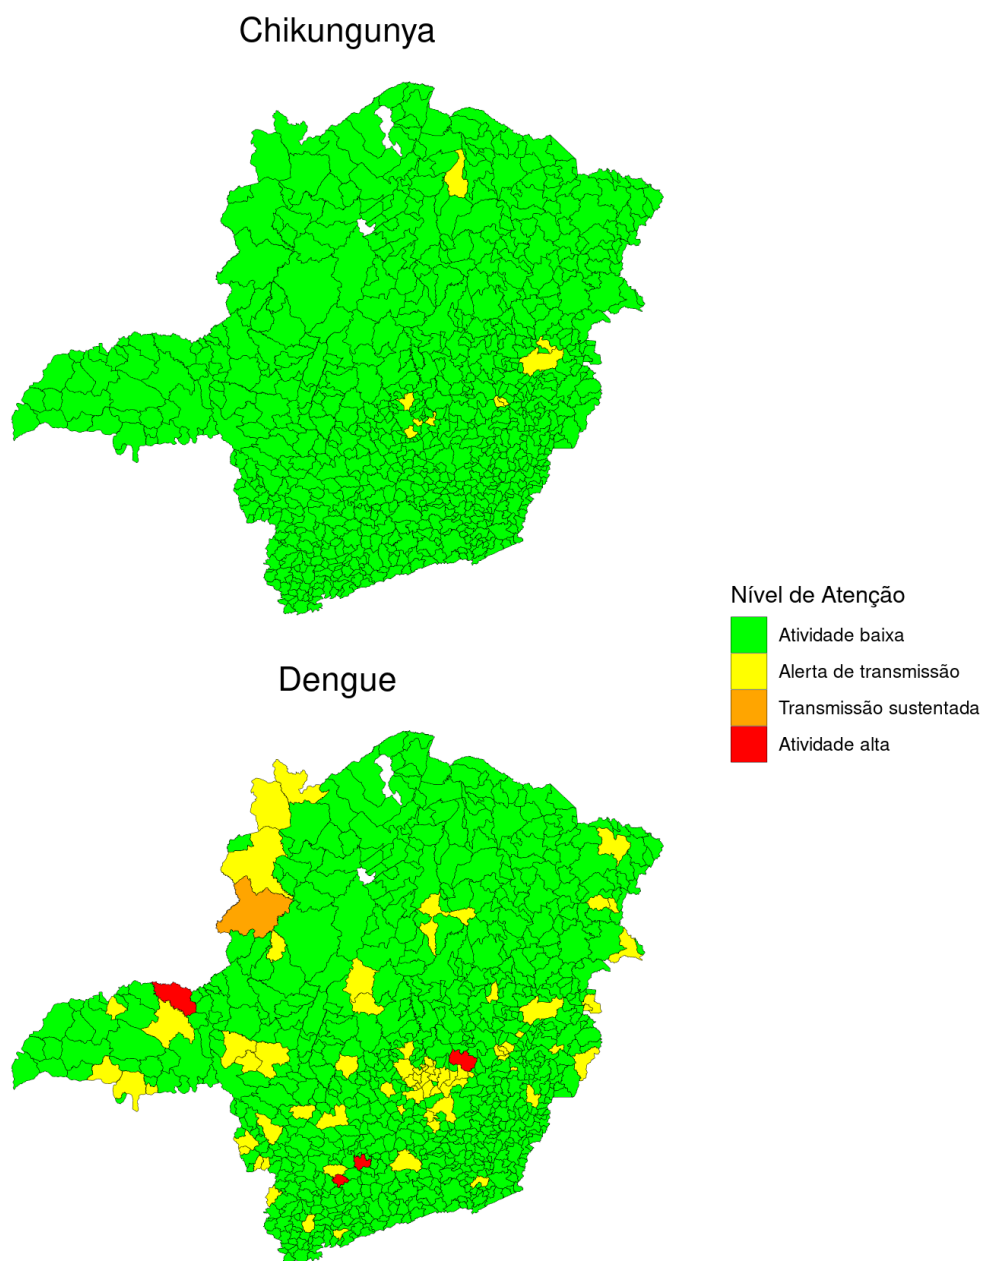 Chikungunya
Nível de Atenção
Atividade baixa
Alerta de transmissão
Transmissão sustentada
Atividade alta
Dengue